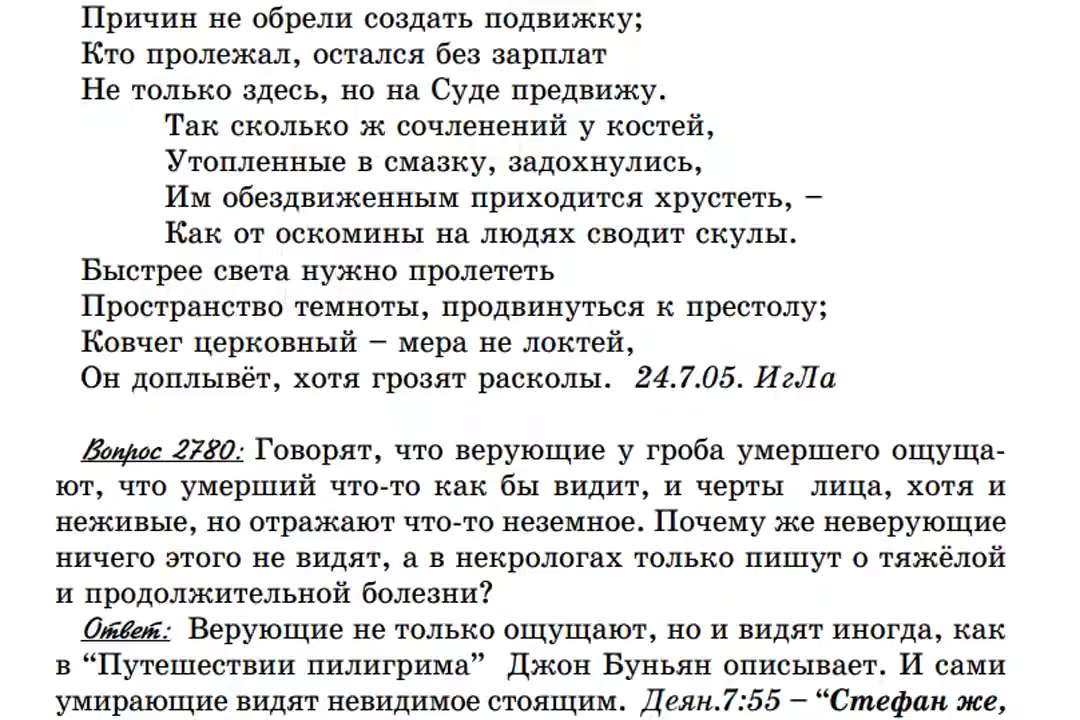 Причин не обрели создать подвижку;
Кто пролежал, остался без зарплат
Не только здесь, но на Суде предвижу.
Так сколько ж сочленений у костей,
Утопленные в смазку, задохнулись,
Им обездвиженным приходится хрустеть, –
Как от оскомины на людях сводит скулы.
Быстрее света нужно пролететь
Пространство темноты, продвинуться к престолу;
Ковчег церковный – мера не локтей,
Он доплывёт, хотя грозят расколы. 24.7.05. ИгЛа
Вопрос 2780: Говорят, что верующие у гроба умершего ощуща-
ют, что умерший что-то как бы видит, и черты лица, хотя и
неживые, но отражают что-то неземное. Почему же неверующие
ничего этого не видят, а в некрологах только пишут о тяжёлой
и продолжительной болезни?
Ответ: Верующие не только ощущают, но и видят иногда, как
в “Путешествии пилигрима” Джон Буньян описывает. И сами
умирающие видят невидимое стоящим. Деян.7:55 – “Стефан же,